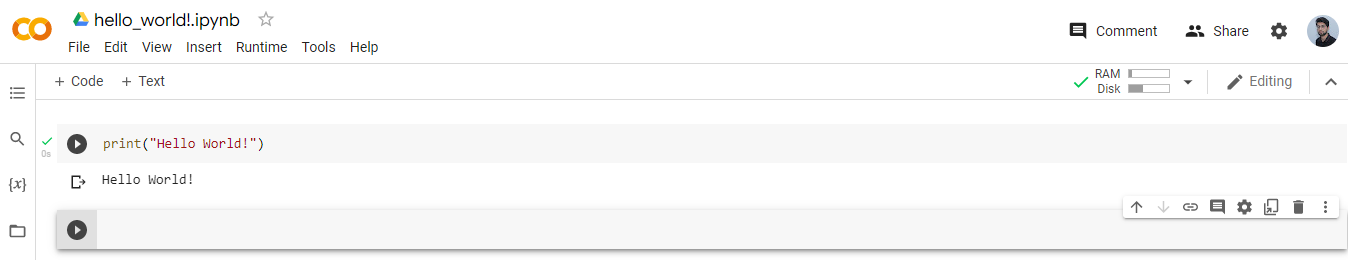 hello_world!.ipynb
File Edit View Insert Runtime Tools Help
Comment Share
+ Code + Text
RAM
Disk
Editing
0s
print("Hello World!")
{x}
Hello World!